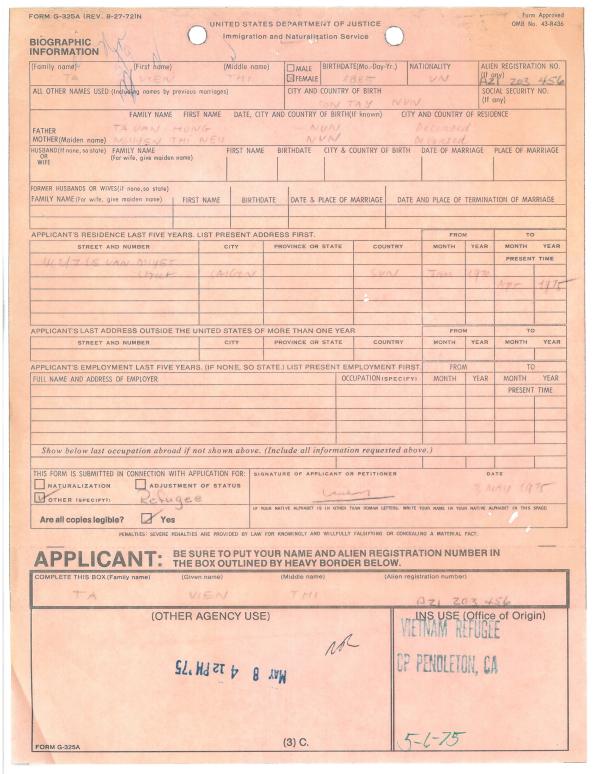 FORM G-325A (REV. 8-27-72)N
Form Approved
OMB No. 43-R436
UNITED STATES DEPARTMENT OF JUSTICE
Immigration and Naturalization Service
BIOGRAPHIC
INFORMATION
(Family name) (First name) (Middle name) MALE FEMALE BIRTHDATE(Mo.-Day-Yr.) NATIONALITY ALIEN REGISTRATION NO. (If any)
TA VIEN THI VN A21 203 456
ALL OTHER NAMES USED (Including names by previous marriages) CITY AND COUNTRY OF BIRTH SOCIAL SECURITY NO. (If any)
SON TAY NVN
FAMILY NAME FIRST NAME DATE, CITY AND COUNTRY OF BIRTH(If known) CITY AND COUNTRY OF RESIDENCE
FATHER TA VAN HUNG - NVN Deceased
MOTHER(Maiden name) THI NVN Deceased
HUSBAND(If none, so state) OR WIFE FAMILY NAME (For wife, give maiden name) FIRST NAME BIRTHDATE CITY & COUNTRY OF BIRTH DATE OF MARRIAGE PLACE OF MARRIAGE
FORMER HUSBANDS OR WIVES(if none,so state)
FAMILY NAME (For wife, give maiden name) FIRST NAME BIRTHDATE DATE & PLACE OF MARRIAGE DATE AND PLACE OF TERMINATION OF MARRIAGE
APPLICANT'S RESIDENCE LAST FIVE YEARS. LIST PRESENT ADDRESS FIRST. FROM TO
STREET AND NUMBER CITY PROVINCE OR STATE COUNTRY MONTH YEAR MONTH YEAR
PRESENT TIME
VAN DUYET
SAIGON SVN JAN 1970
APR 1975
APPLICANT'S LAST ADDRESS OUTSIDE THE UNITED STATES OF MORE THAN ONE YEAR FROM TO
STREET AND NUMBER CITY PROVINCE OR STATE COUNTRY MONTH YEAR MONTH YEAR
APPLICANT'S EMPLOYMENT LAST FIVE YEARS. (IF NONE, SO STATE.) LIST PRESENT EMPLOYMENT FIRST. FROM TO
FULL NAME AND ADDRESS OF EMPLOYER OCCUPATION (SPECIFY) MONTH YEAR MONTH YEAR
PRESENT TIME
Show below last occupation abroad if not shown above. (Include all information requested above.)
THIS FORM IS SUBMITTED IN CONNECTION WITH APPLICATION FOR: SIGNATURE OF APPLICANT OR PETITIONER DATE
NATURALIZATION ADJUSTMENT OF STATUS
OTHER (SPECIFY): Refugee MAY 1975
IF YOUR NATIVE ALPHABET IS IN OTHER THAN ROMAN LETTERS, WRITE YOUR NAME IN YOUR NATIVE ALPHABET IN THIS SPACE
Are all copies legible? Yes
PENALTIES: SEVERE PENALTIES ARE PROVIDED BY LAW FOR KNOWINGLY AND WILLFULLY FALSIFYING OR CONCEALING A MATERIAL FACT.
APPLICANT: BE SURE TO PUT YOUR NAME AND ALIEN REGISTRATION NUMBER IN
THE BOX OUTLINED BY HEAVY BORDER BELOW.
COMPLETE THIS BOX (Family name) (Given name) (Middle name) (Alien registration number)
TA VIEN THI A21 203 456
(OTHER AGENCY USE) INS USE (Office of Origin)
VIETNAM REFUGEE
CP PENDLETON, CA
MAY 8 4 12 PM '75
5-6-75
(3) C.
FORM G-325A